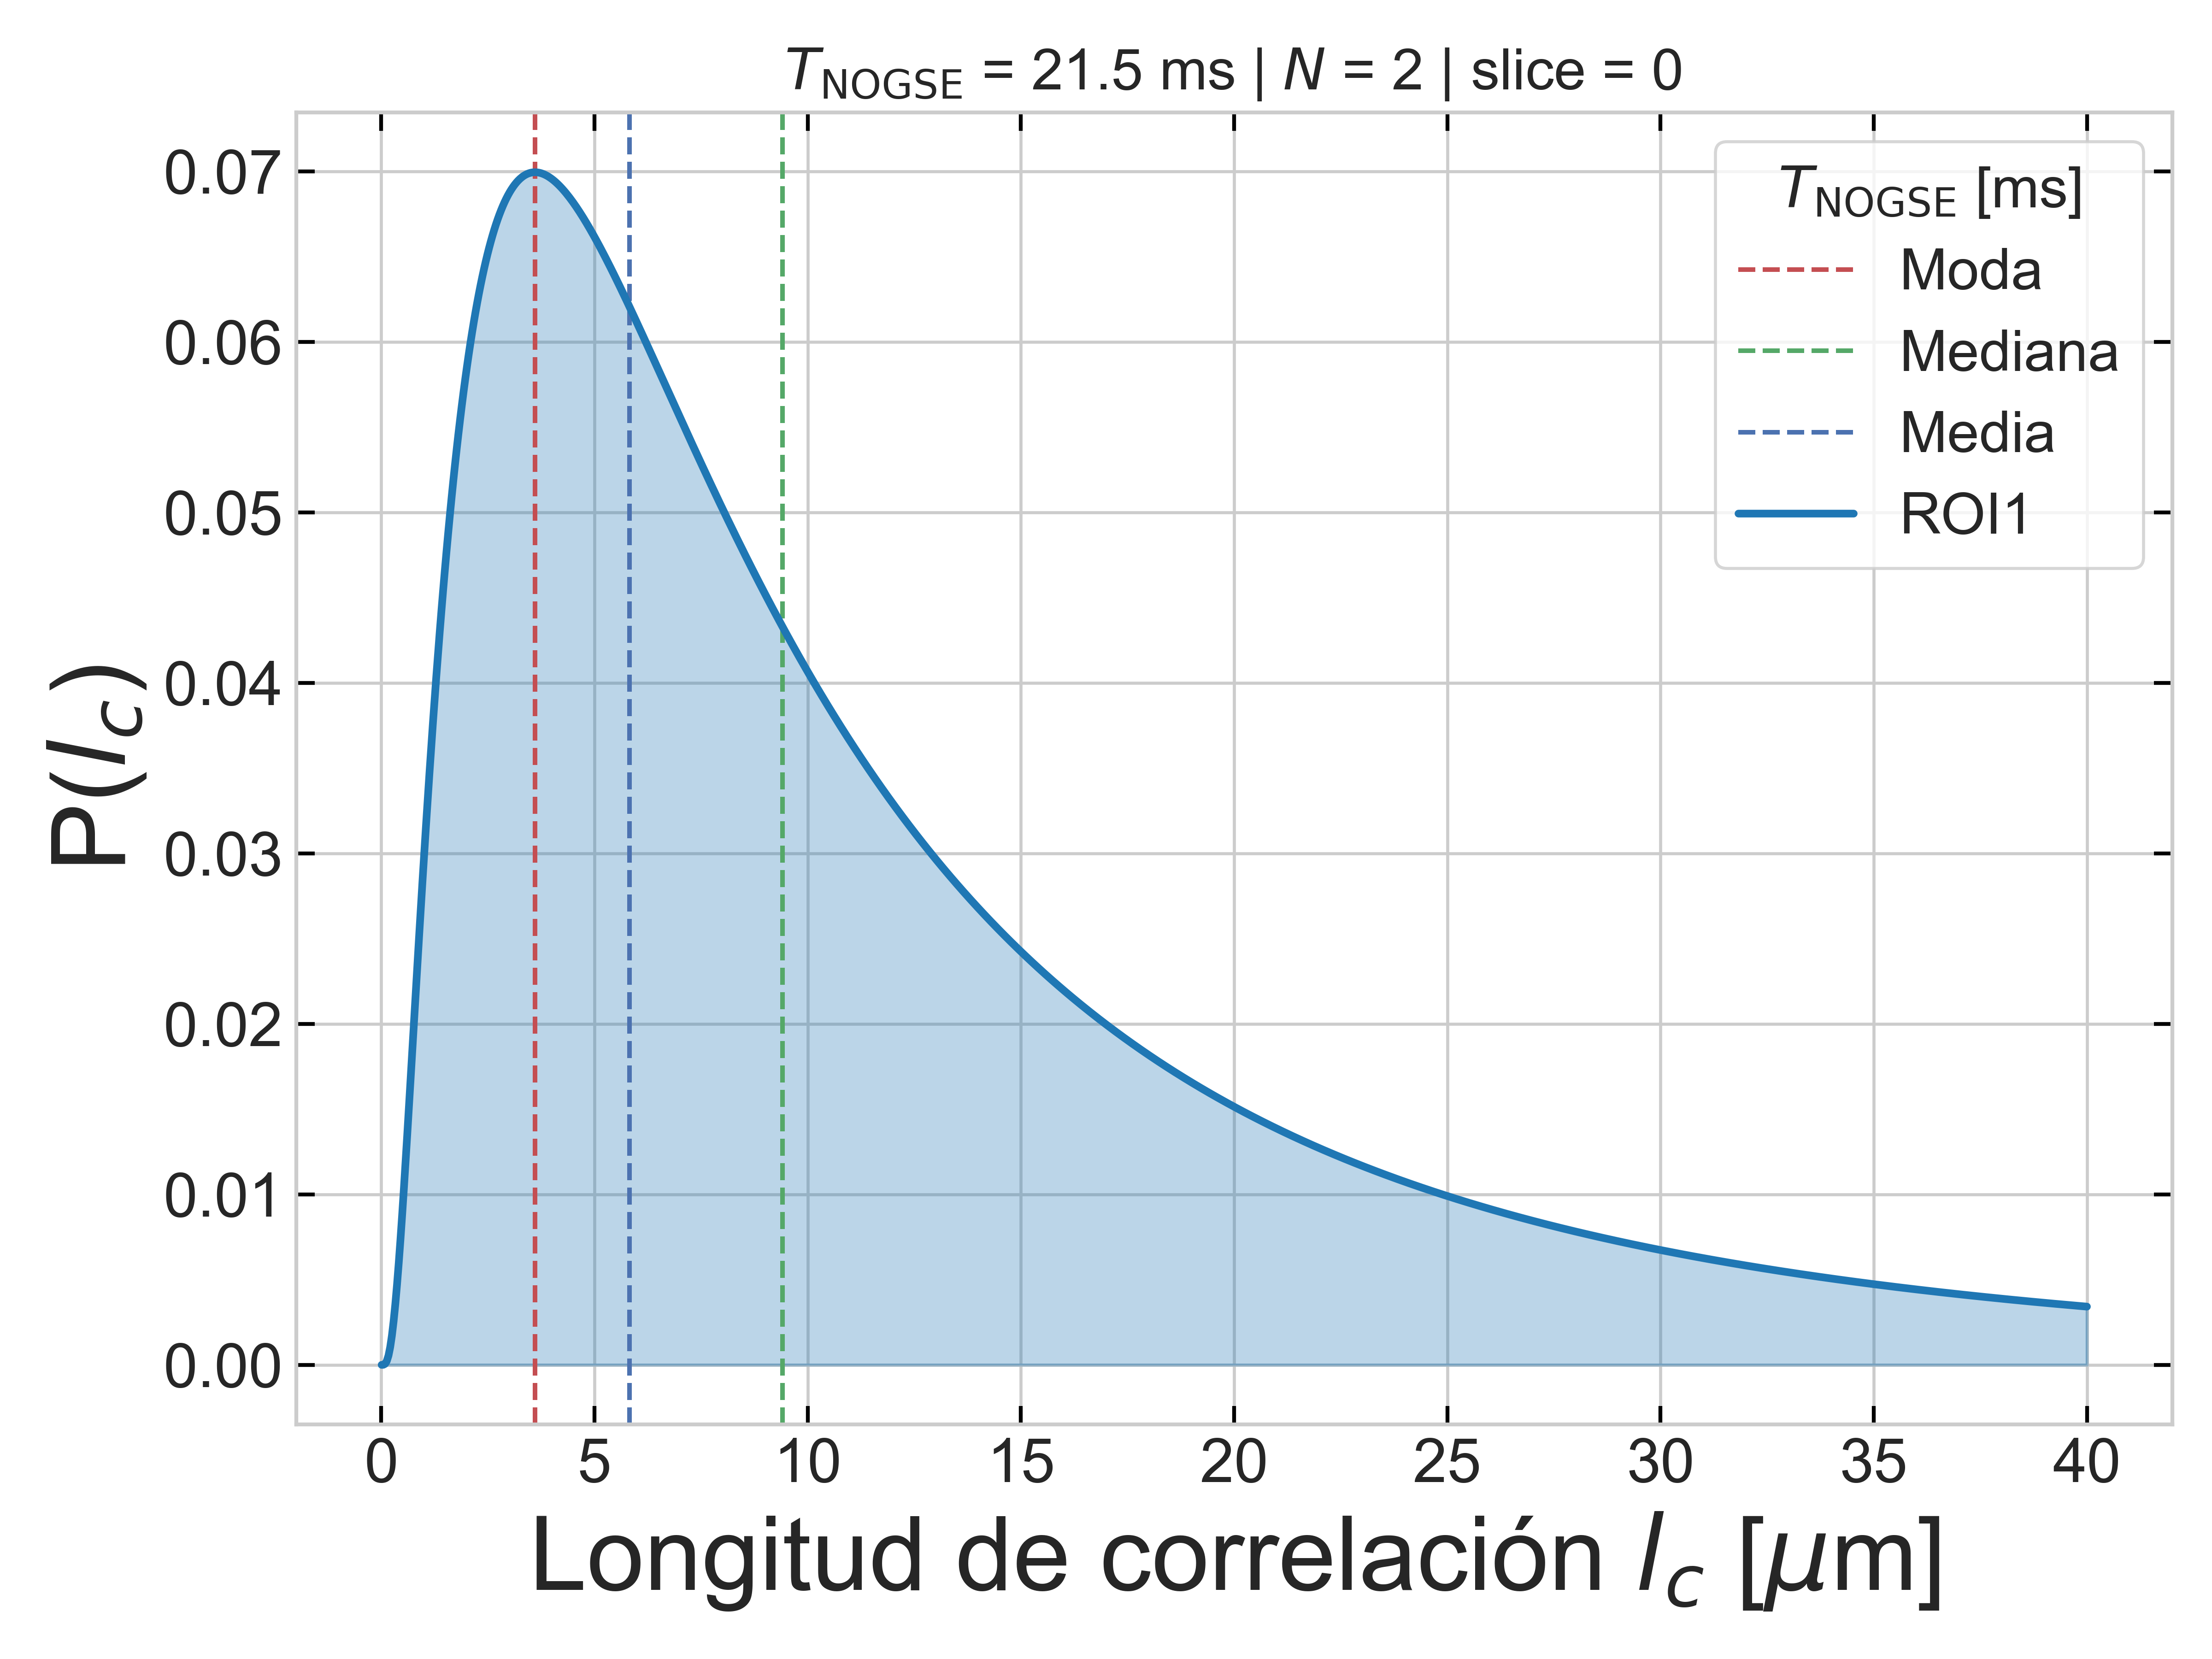 T_NOGSE = 21.5 ms | N = 2 | slice = 0
T_NOGSE [ms]
Moda
Mediana
Media
ROI1
P(l_c)
0.07
0.06
0.05
0.04
0.03
0.02
0.01
0.00
0 5 10 15 20 25 30 35 40
Longitud de correlación l_c [μm]